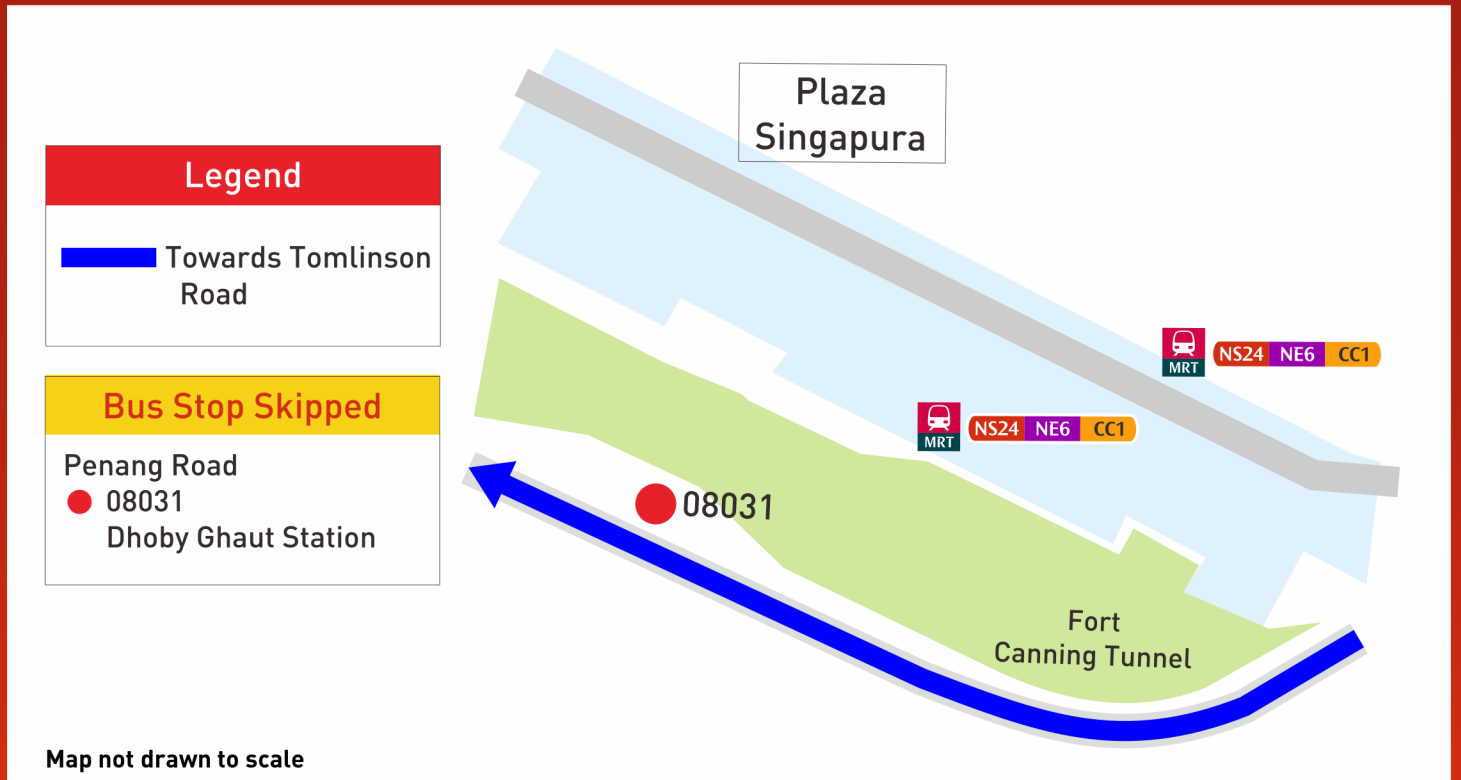 Plaza
Singapura
Legend
Towards Tomlinson
Road
Bus Stop Skipped
Penang Road
08031
Dhoby Ghaut Station
MRT NS24 NE6 CC1
MRT NS24 NE6 CC1
08031
Fort
Canning Tunnel
Map not drawn to scale